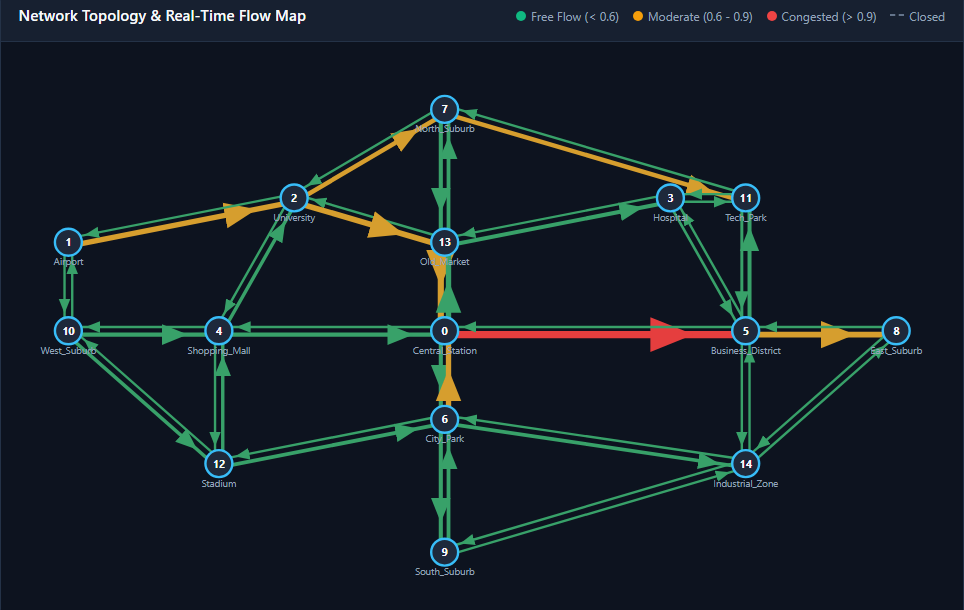 Network Topology & Real-Time Flow Map
Free Flow (< 0.6)
Moderate (0.6 - 0.9)
Congested (> 0.9)
Closed
7
North_Suburb
2
University
3
Hospital
11
Tech_Park
1
Airport
13
Old_Market
10
West_Suburb
4
Shopping_Mall
0
Central_Station
5
Business_District
8
East_Suburb
6
City_Park
12
Stadium
14
Industrial_Zone
9
South_Suburb